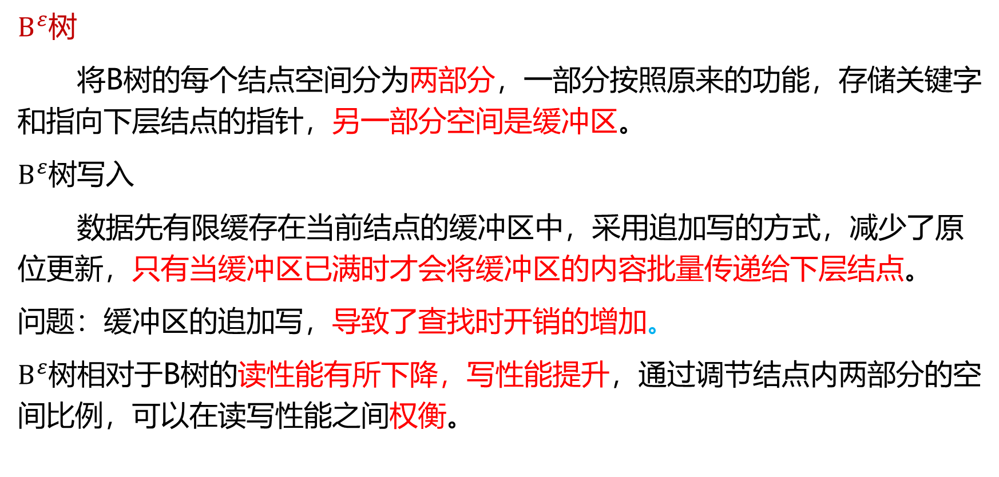 B^ε树
将B树的每个结点空间分为两部分，一部分按照原来的功能，存储关键字
和指向下层结点的指针，另一部分空间是缓冲区。
B^ε树写入
数据先有限缓存在当前结点的缓冲区中，采用追加写的方式，减少了原
位更新，只有当缓冲区已满时才会将缓冲区的内容批量传递给下层结点。
问题：缓冲区的追加写，导致了查找时开销的增加。
B^ε树相对于B树的读性能有所下降，写性能提升，通过调节结点内两部分的空
间比例，可以在读写性能之间权衡。